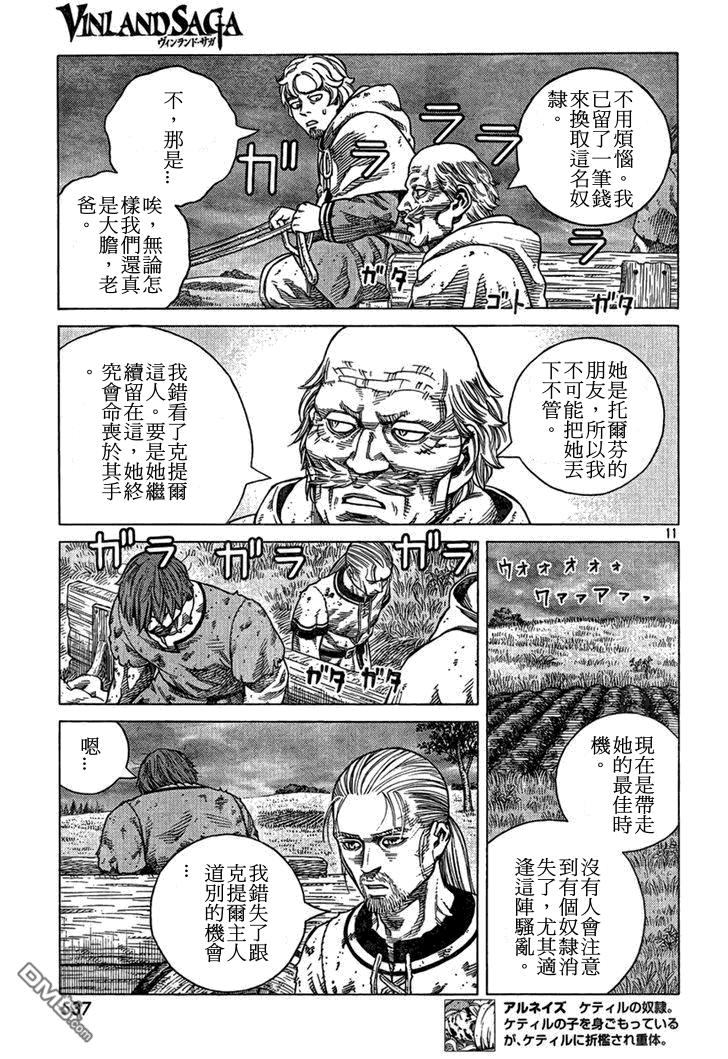 VINLAND SAGA
ヴィンランド・サガ
不用煩惱。我
已留了一筆錢
來換取這名奴
隸。
不，那是…
唉，無論怎
樣我們還真
是大膽，老
爸。
ガラララ
ガタ
ゴト
ガタ
她是托爾芬的
朋友，所以我
不可能把她丟
下不管。
我錯看了克提爾
這人。要是她繼
續留在這，她終
究會命喪於其手
。
11
ウォオオォォ
ワァァアァァ
現在是帶走
她的最佳時
機。
沒有人會注意
到有個奴隸消
失了，尤其適
逢這陣騷亂。
ガララ
ガタ
ガタ
我錯失了跟
克提爾主人
道別的機會
…
嗯…
37
アルネイズ　ケティルの奴隷。
ケティルの子を身ごもっている
が、ケティルに折檻され重体。